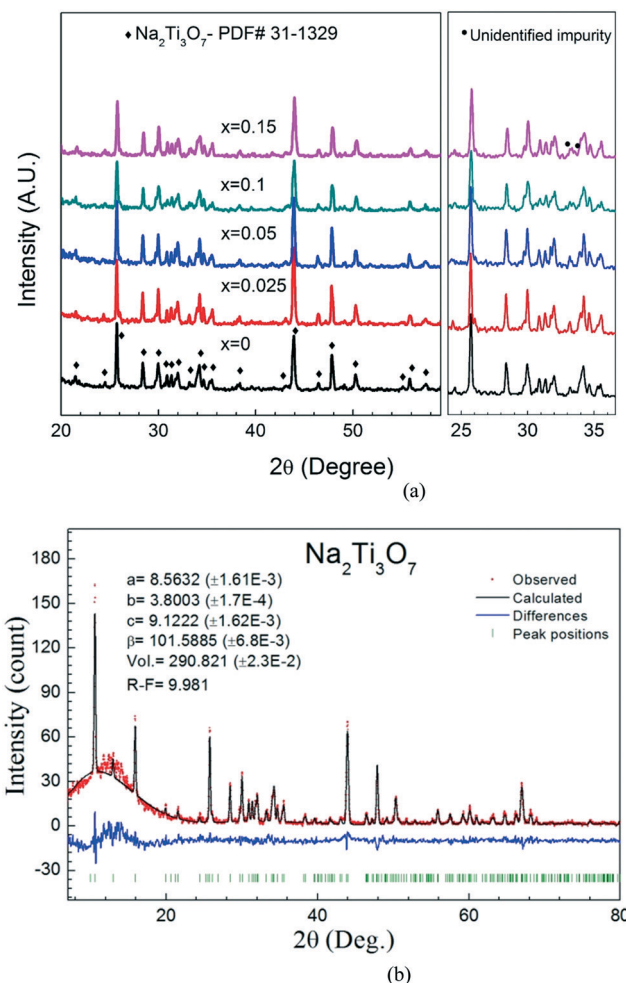 (a)
♦ Na₂Ti₃O₇- PDF# 31-1329
• Unidentified impurity
x=0.15
x=0.1
x=0.05
x=0.025
x=0
Intensity (A.U.)
20 30 40 50
25 30 35
2θ (Degree)
(a)
Na₂Ti₃O₇
a= 8.5632 (±1.61E-3)
b= 3.8003 (±1.7E-4)
c= 9.1222 (±1.62E-3)
β= 101.5885 (±6.8E-3)
Vol.= 290.821 (±2.3E-2)
R-F= 9.981
Observed
Calculated
Differences
Peak positions
Intensity (count)
180
150
120
90
60
30
0
-30
20 40 60 80
2θ (Deg.)
(b)